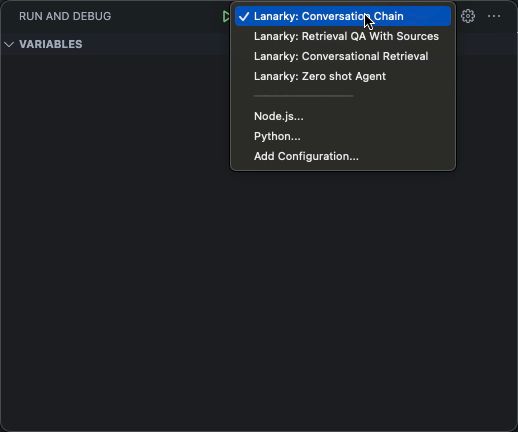 RUN AND DEBUG
Lanarky: Conversation Chain
Lanarky: Retrieval QA With Sources
Lanarky: Conversational Retrieval
Lanarky: Zero shot Agent
Node.js...
Python...
Add Configuration...
VARIABLES